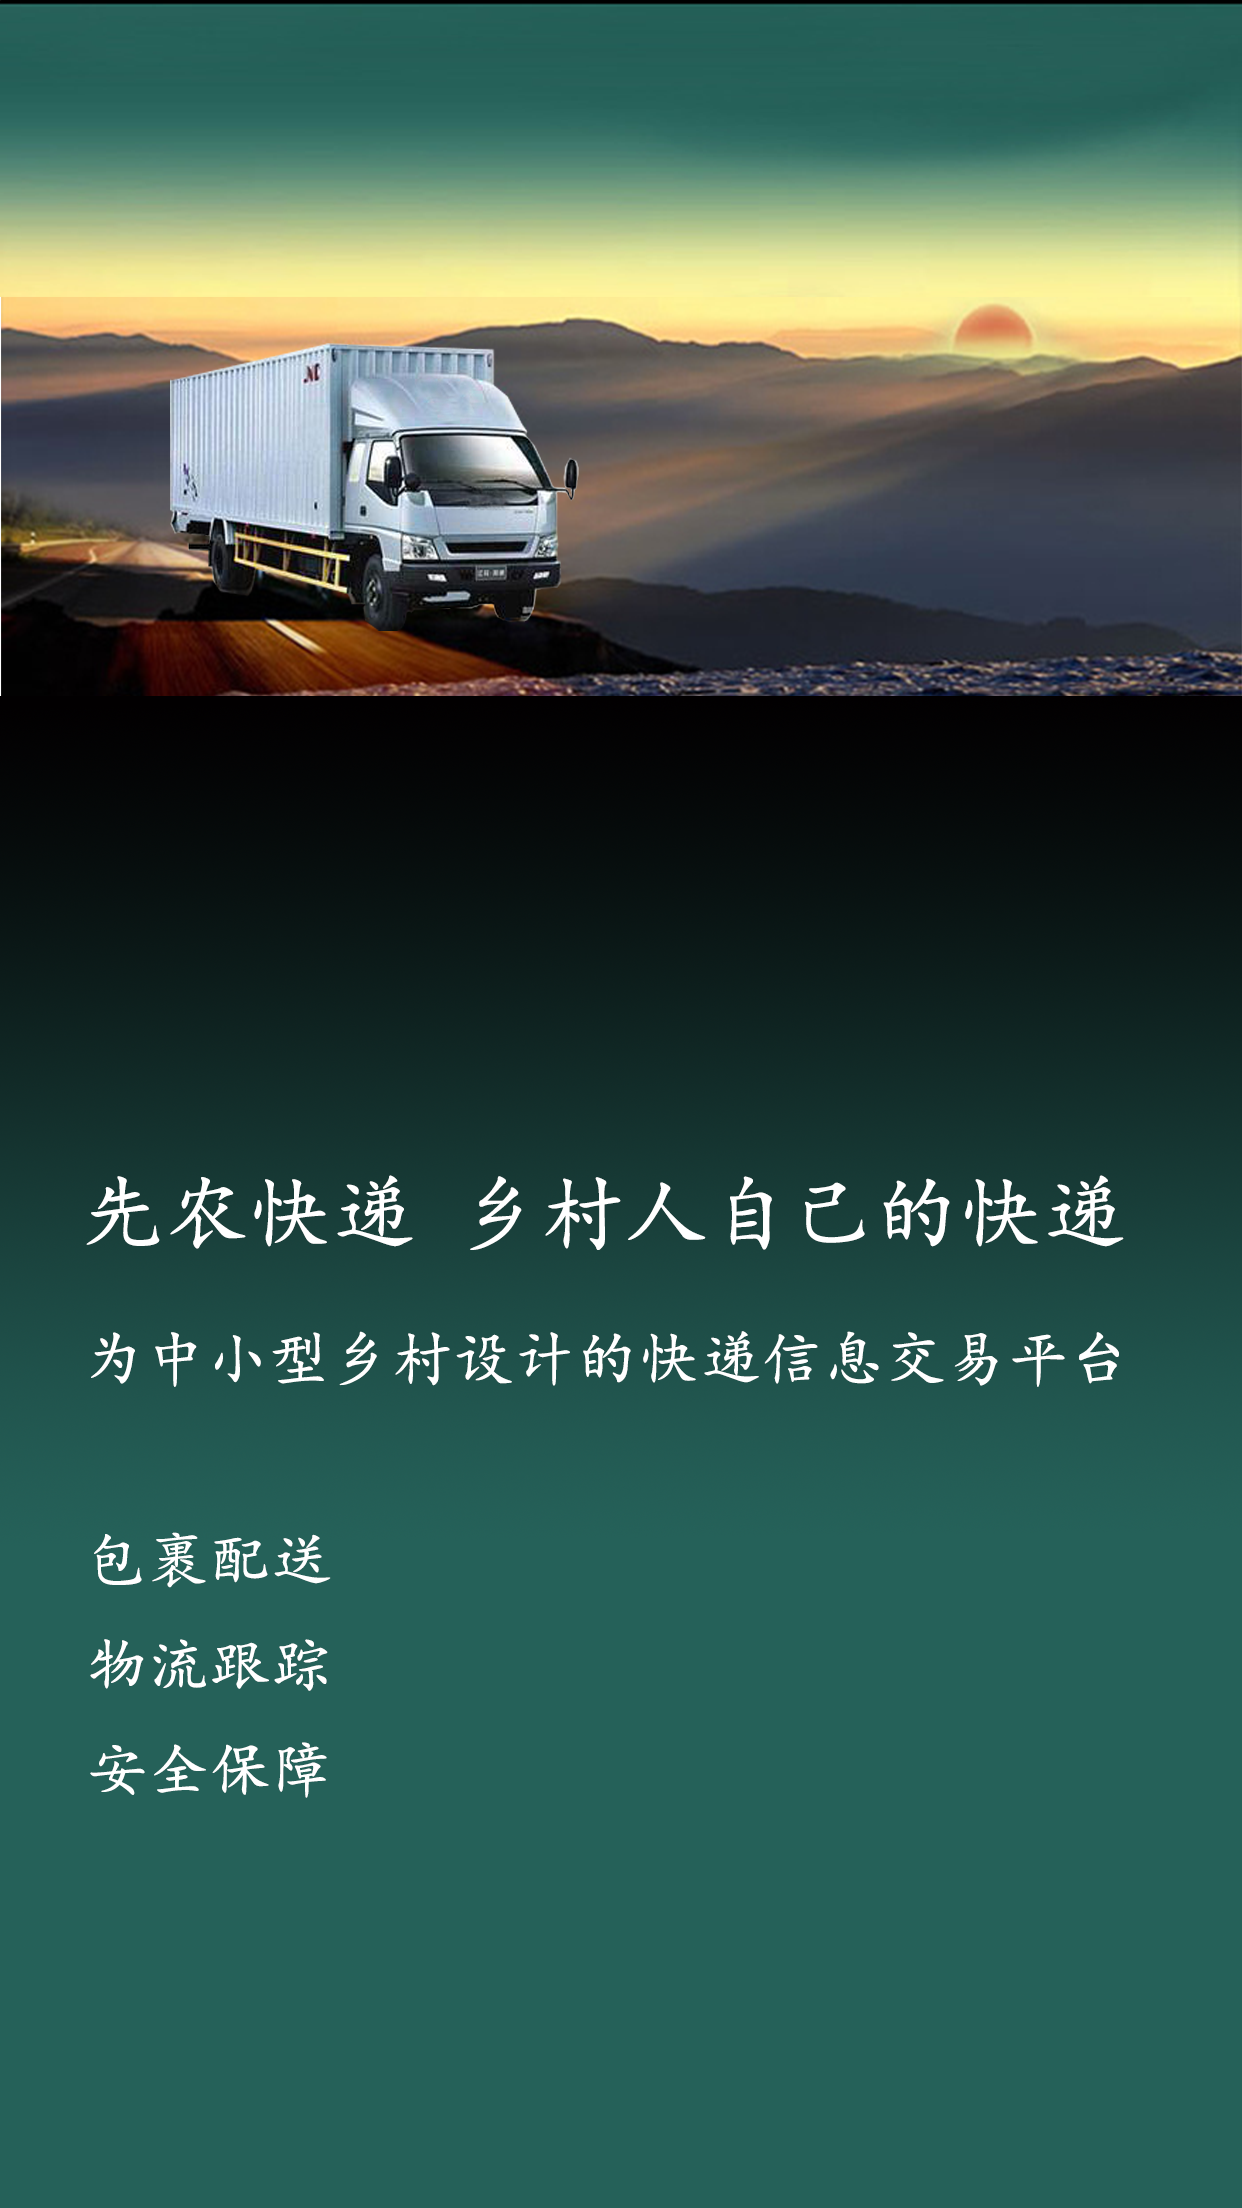 先农快递 乡村人自己的快递
为中小型乡村设计的快递信息交易平台
包裹配送
物流跟踪
安全保障